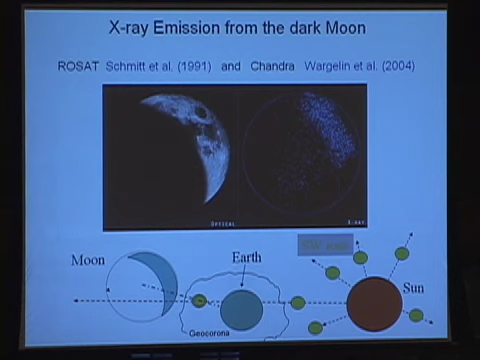 X-ray Emission from the dark Moon
ROSAT Schmitt et al. (1991) and Chandra Wargelin et al. (2004)
OPTICAL X-RAY
Moon
Earth
Sun
Geocorona